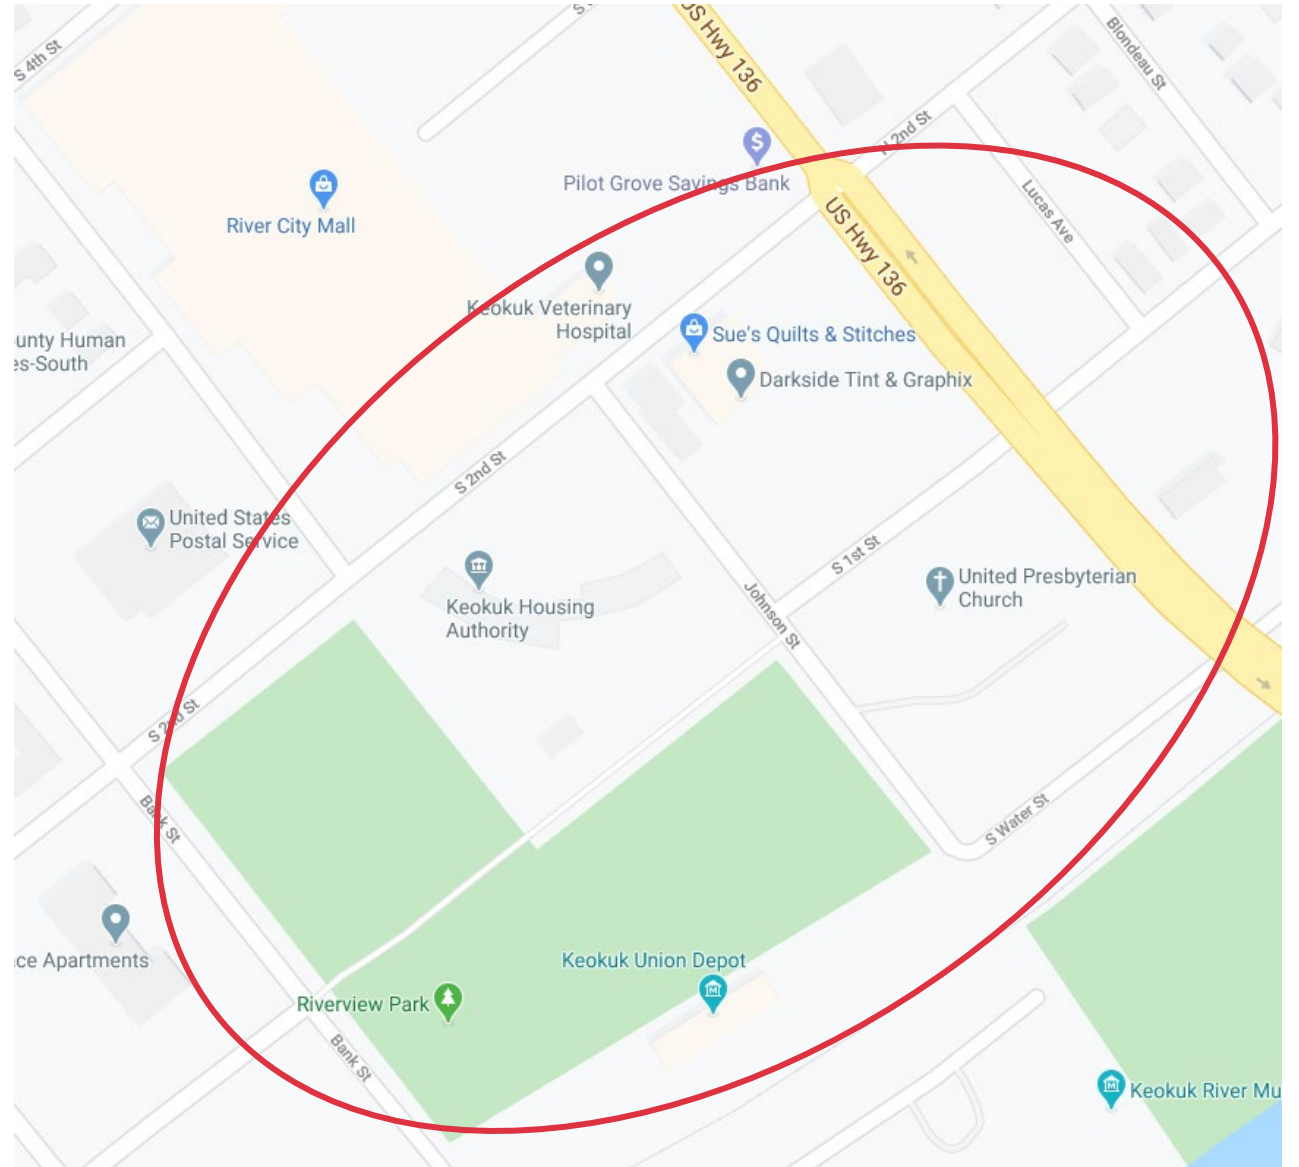 S 4th St
US Hwy 136
Blondeau St
N 2nd St
Pilot Grove Savings Bank
River City Mall
Lucas Ave
US Hwy 136
Keokuk Veterinary
Hospital
Sue's Quilts & Stitches
unty Human
es-South
Darkside Tint & Graphix
S 2nd St
United States
Postal Service
S 1st St
Keokuk Housing
Authority
United Presbyterian
Church
Johnson St
S 2nd St
Bank St
S Water St
ce Apartments
Keokuk Union Depot
Riverview Park
Bank St
Keokuk River Mu